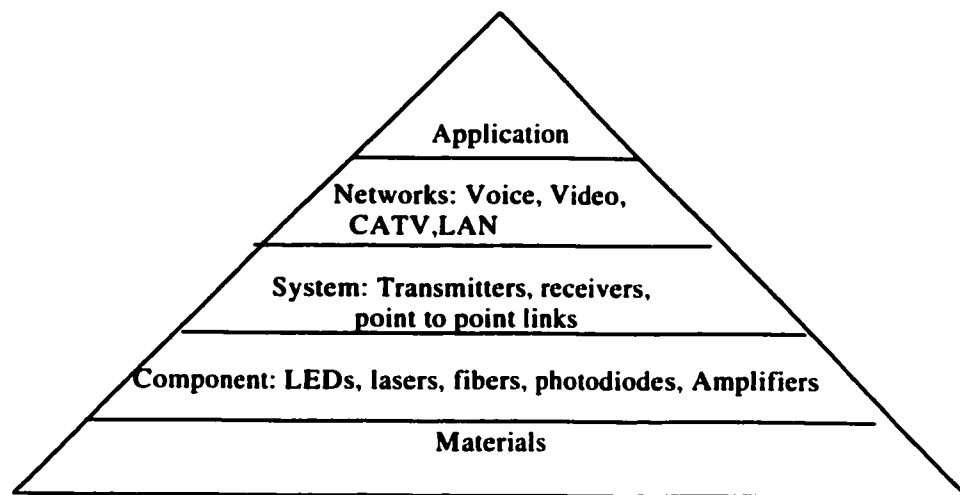 Application
Networks: Voice, Video,
CATV,LAN
System: Transmitters, receivers,
point to point links
Component: LEDs, lasers, fibers, photodiodes, Amplifiers
Materials